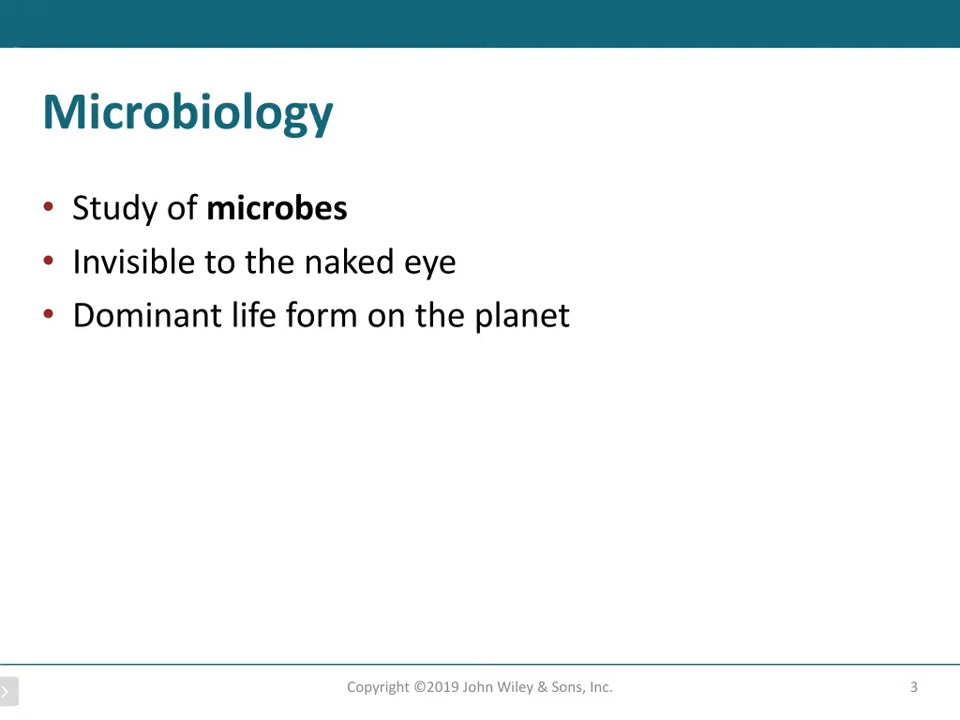 Microbiology
• Study of microbes
• Invisible to the naked eye
• Dominant life form on the planet
Copyright ©2019 John Wiley & Sons, Inc.
3